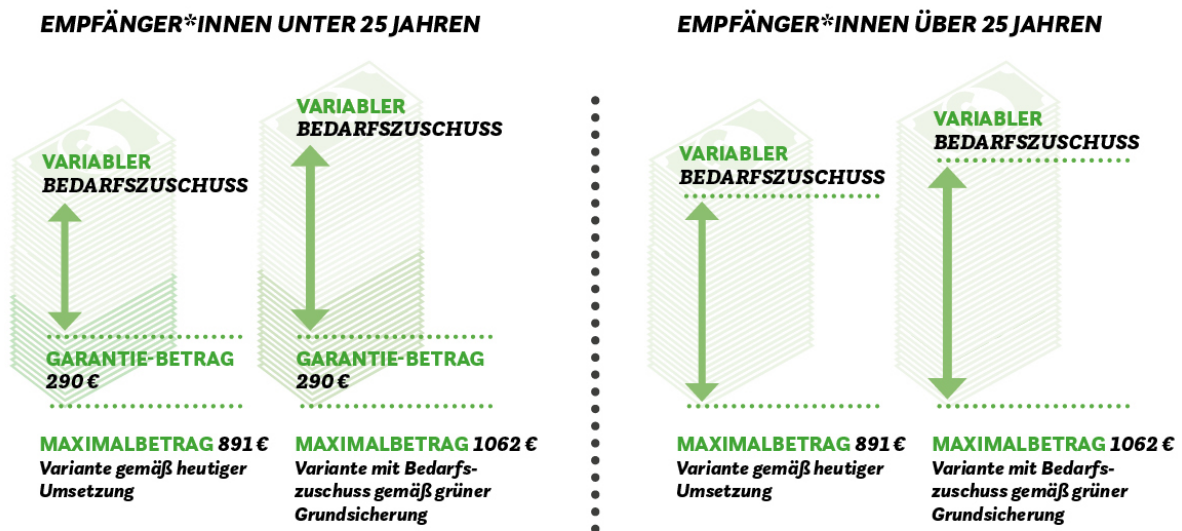 EMPFÄNGER*INNEN UNTER 25 JAHREN
VARIABLER
BEDARFSZUSCHUSS
GARANTIE-BETRAG
290 €
MAXIMALBETRAG 891 €
Variante gemäß heutiger
Umsetzung
VARIABLER
BEDARFSZUSCHUSS
GARANTIE-BETRAG
290 €
MAXIMALBETRAG 1062 €
Variante mit Bedarfs-
zuschuss gemäß grüner
Grundsicherung
EMPFÄNGER*INNEN ÜBER 25 JAHREN
VARIABLER
BEDARFSZUSCHUSS
MAXIMALBETRAG 891 €
Variante gemäß heutiger
Umsetzung
VARIABLER
BEDARFSZUSCHUSS
MAXIMALBETRAG 1062 €
Variante mit Bedarfs-
zuschuss gemäß grüner
Grundsicherung